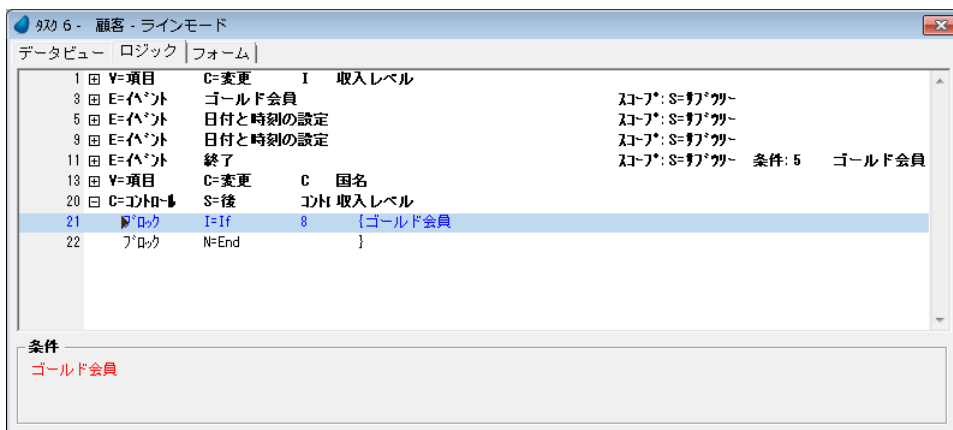 ﾀｽｸ 6 - 顧客 - ラインモード
データビュー ロジック フォーム
1 V=項目 C=変更 I 収入レベル
3 E=ｲﾍﾞﾝﾄ ゴールド会員 ｽｺｰﾌﾟ: S=ｻﾌﾞﾂﾘｰ
5 E=ｲﾍﾞﾝﾄ 日付と時刻の設定 ｽｺｰﾌﾟ: S=ｻﾌﾞﾂﾘｰ
9 E=ｲﾍﾞﾝﾄ 日付と時刻の設定 ｽｺｰﾌﾟ: S=ｻﾌﾞﾂﾘｰ
11 E=ｲﾍﾞﾝﾄ 終了 ｽｺｰﾌﾟ: S=ｻﾌﾞﾂﾘｰ 条件: 5 ゴールド会員
13 V=項目 C=変更 C 国名
20 C=ｺﾝﾄﾛｰﾙ S=後 ｺﾝﾄﾛ 収入レベル
21 ﾌﾞﾛｯｸ I=If 8 {ゴールド会員
22 ﾌﾞﾛｯｸ N=End }
条件
ゴールド会員